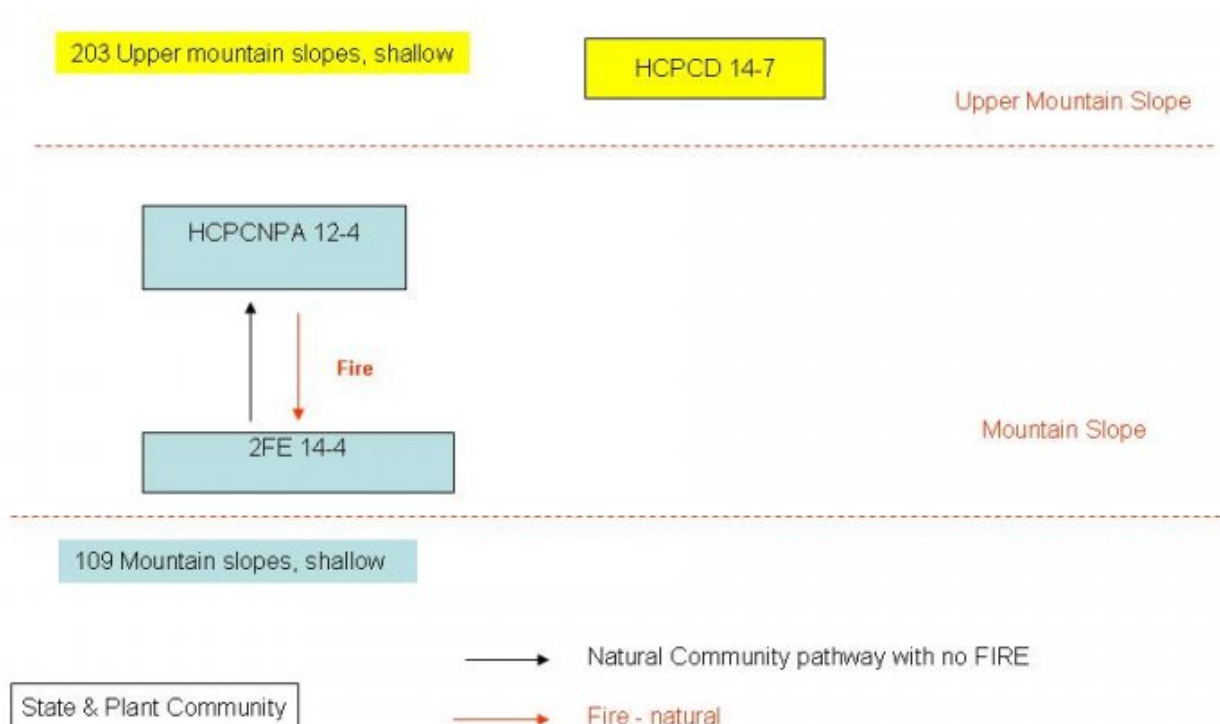 203 Upper mountain slopes, shallow
HCPCD 14-7
Upper Mountain Slope
HCPCNPA 12-4
Fire
2FE 14-4
Mountain Slope
109 Mountain slopes, shallow
Natural Community pathway with no FIRE
State & Plant Community
Fire - natural